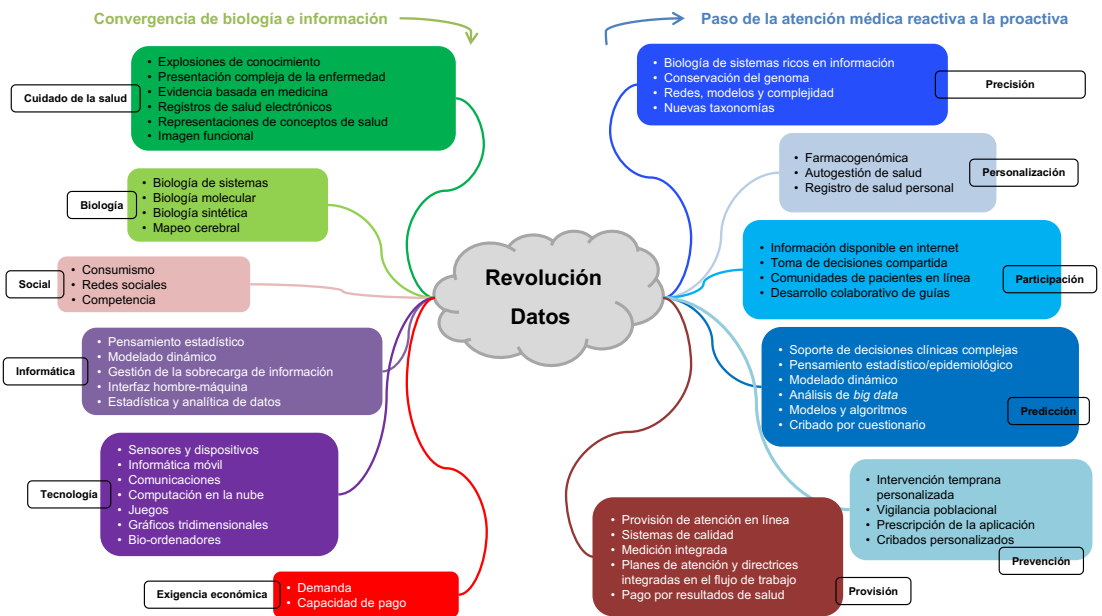 Convergencia de biología e información
Cuidado de la salud
• Explosiones de conocimiento
• Presentación compleja de la enfermedad
• Evidencia basada en medicina
• Registros de salud electrónicos
• Representaciones de conceptos de salud
• Imagen funcional
Biología
• Biología de sistemas
• Biología molecular
• Biología sintética
• Mapeo cerebral
Social
• Consumismo
• Redes sociales
• Competencia
Informática
• Pensamiento estadístico
• Modelado dinámico
• Gestión de la sobrecarga de información
• Interfaz hombre-máquina
• Estadística y analítica de datos
Tecnología
• Sensores y dispositivos
• Informática móvil
• Comunicaciones
• Computación en la nube
• Juegos
• Gráficos tridimensionales
• Bio-ordenadores
Exigencia económica
• Demanda
• Capacidad de pago
Revolución
Datos
Paso de la atención médica reactiva a la proactiva
• Biología de sistemas ricos en información
• Conservación del genoma
• Redes, modelos y complejidad
• Nuevas taxonomías
Precisión
• Farmacogenómica
• Autogestión de salud
• Registro de salud personal
Personalización
• Información disponible en internet
• Toma de decisiones compartida
• Comunidades de pacientes en línea
• Desarrollo colaborativo de guías
Participación
• Soporte de decisiones clínicas complejas
• Pensamiento estadístico/epidemiológico
• Modelado dinámico
• Análisis de big data
• Modelos y algoritmos
• Cribado por cuestionario
Predicción
• Intervención temprana
personalizada
• Vigilancia poblacional
• Prescripción de la aplicación
• Cribados personalizados
Prevención
• Provisión de atención en línea
• Sistemas de calidad
• Medición integrada
• Planes de atención y directrices
integradas en el flujo de trabajo
• Pago por resultados de salud
Provisión